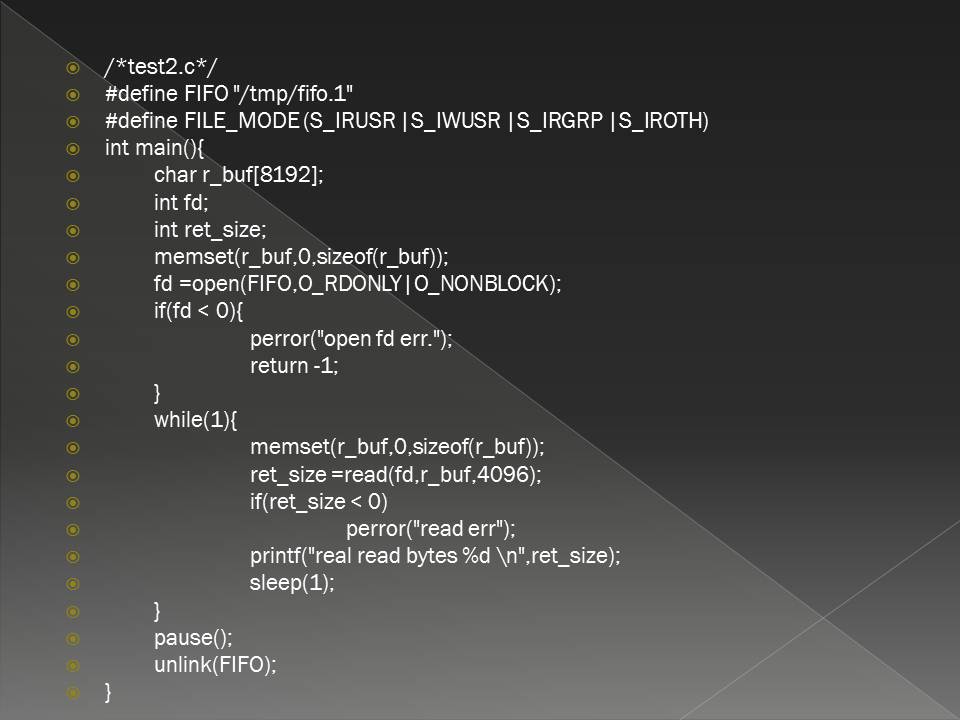 /*test2.c*/
#define FIFO "/tmp/fifo.1"
#define FILE_MODE (S_IRUSR |S_IWUSR |S_IRGRP |S_IROTH)
int main(){
char r_buf[8192];
int fd;
int ret_size;
memset(r_buf,0,sizeof(r_buf));
fd =open(FIFO,O_RDONLY|O_NONBLOCK);
if(fd < 0){
perror("open fd err.");
return -1;
}
while(1){
memset(r_buf,0,sizeof(r_buf));
ret_size =read(fd,r_buf,4096);
if(ret_size < 0)
perror("read err");
printf("real read bytes %d \n",ret_size);
sleep(1);
}
pause();
unlink(FIFO);
}